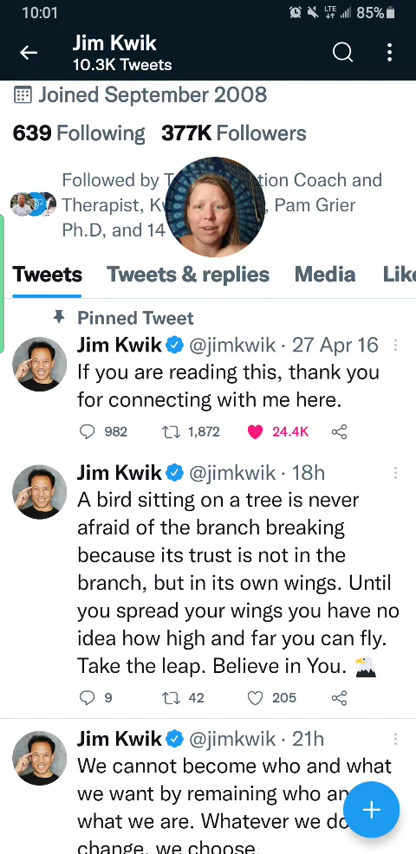 10:01 LTE 85%
Jim Kwik
10.3K Tweets
Joined September 2008
639 Following 377K Followers
Followed by tion Coach and
Therapist, , Pam Grier
Ph.D, and 14
Tweets Tweets & replies Media Like
Pinned Tweet
Jim Kwik @jimkwik · 27 Apr 16
If you are reading this, thank you
for connecting with me here.
982 1,872 24.4K
Jim Kwik @jimkwik · 18h
A bird sitting on a tree is never
afraid of the branch breaking
because its trust is not in the
branch, but in its own wings. Until
you spread your wings you have no
idea how high and far you can fly.
Take the leap. Believe in You. 🦅
9 42 205
Jim Kwik @jimkwik · 21h
We cannot become who and what
we want by remaining who an
what we are. Whatever we do
change, we choose.